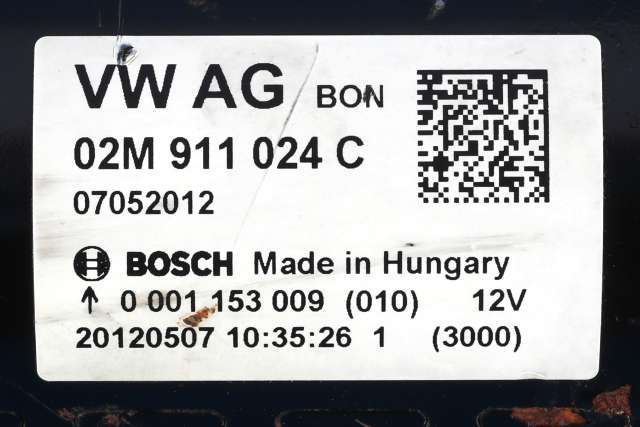 VW AG BON
02M 911 024 C
07052012
BOSCH Made in Hungary
↑ 0 001 153 009 (010) 12V
20120507 10:35:26 1 (3000)